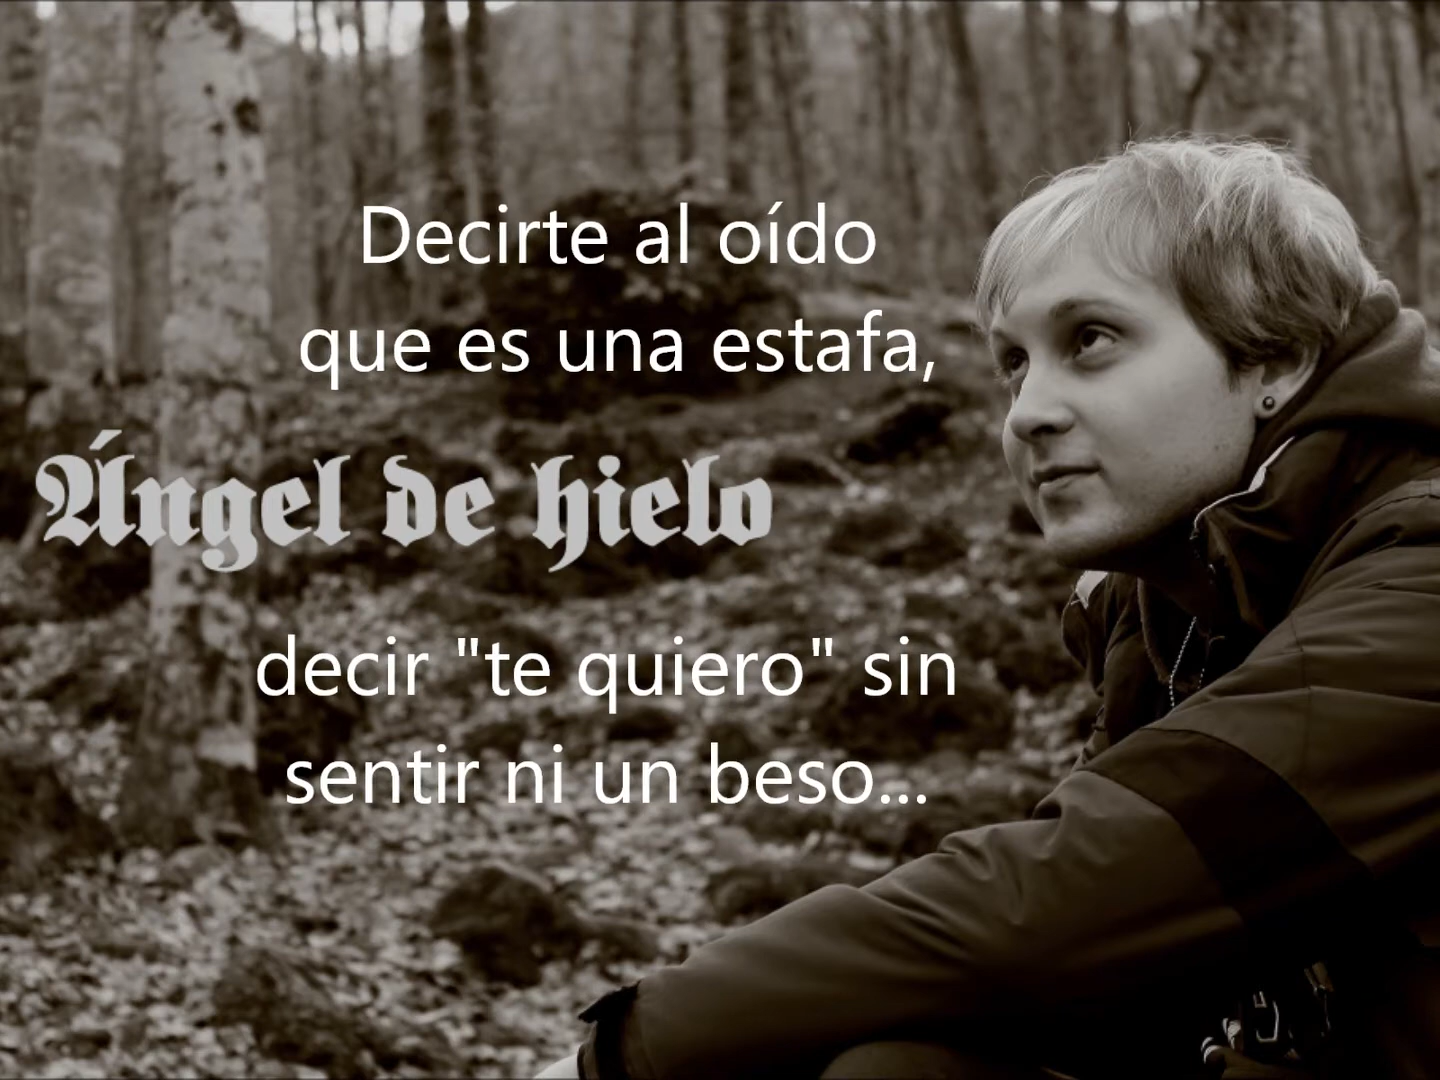 Decirte al oído
que es una estafa,
Ángel de hielo
decir "te quiero" sin
sentir ni un beso...